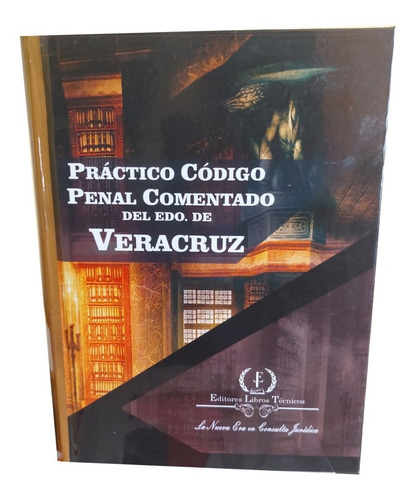 PRÁCTICO CÓDIGO
PENAL COMENTADO
DEL EDO. DE
VERACRUZ
Editores Libros Técnicos
La Nueva Era en Consulta Jurídica